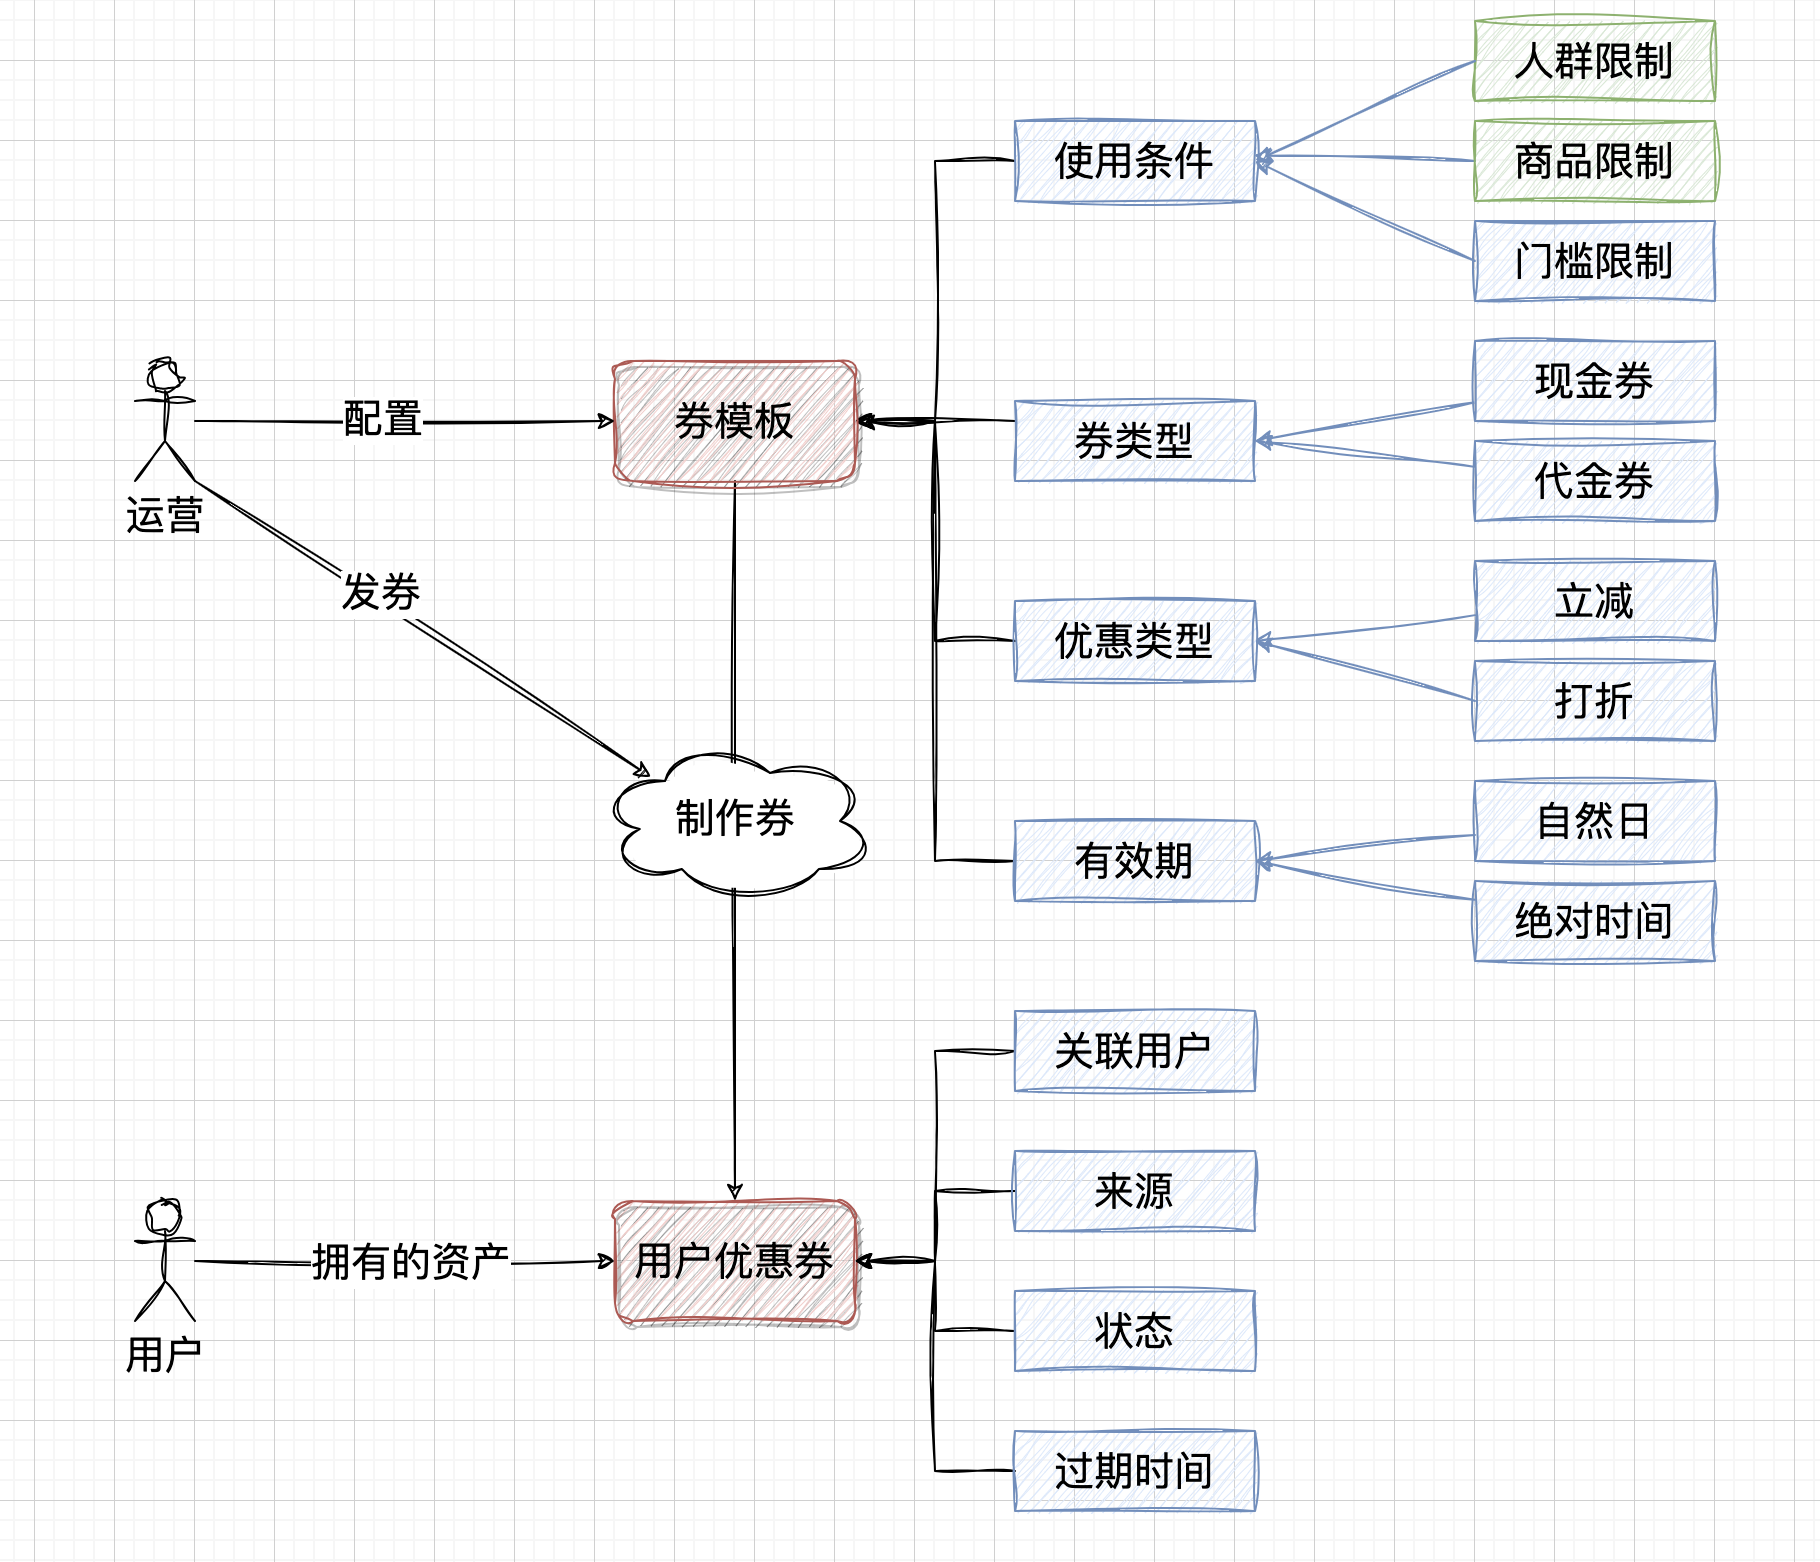 人群限制
商品限制
门槛限制
使用条件
现金券
代金券
券类型
运营
配置
券模板
发券
立减
打折
优惠类型
制作券
自然日
绝对时间
有效期
关联用户
来源
用户
拥有的资产
用户优惠券
状态
过期时间